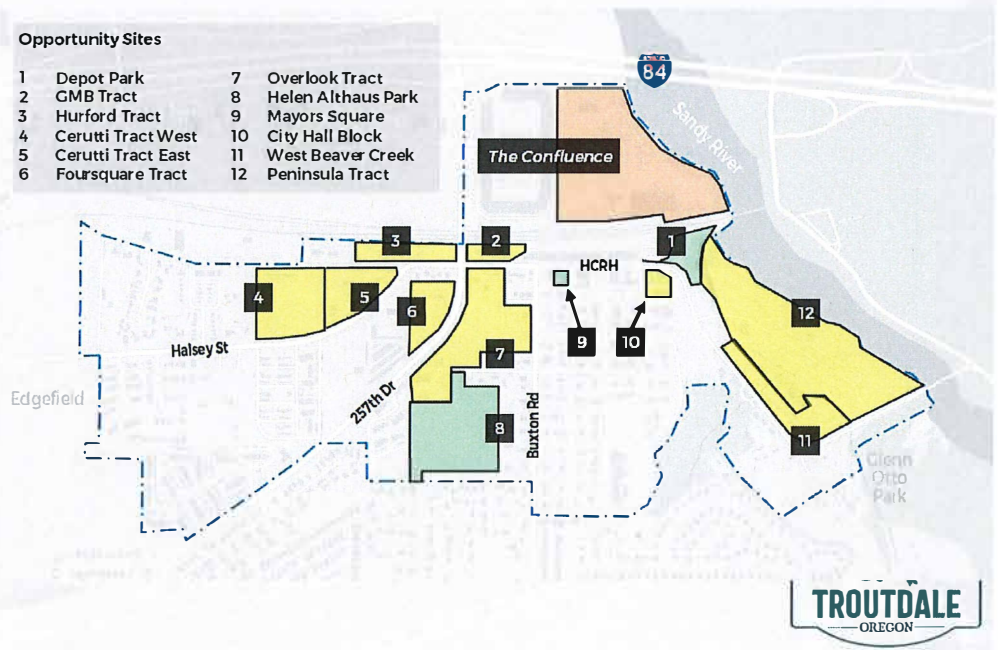 Opportunity Sites
1 Depot Park
2 GMB Tract
3 Hurford Tract
4 Cerutti Tract West
5 Cerutti Tract East
6 Foursquare Tract
7 Overlook Tract
8 Helen Althaus Park
9 Mayors Square
10 City Hall Block
11 West Beaver Creek
12 Peninsula Tract
84
Sandy River
The Confluence
3
2
1
HCRH
4
5
6
12
9
10
Halsey St
7
257th Dr
Edgefield
8
Buxton Rd
11
Glenn
Otto
Park
TROUTDALE
OREGON